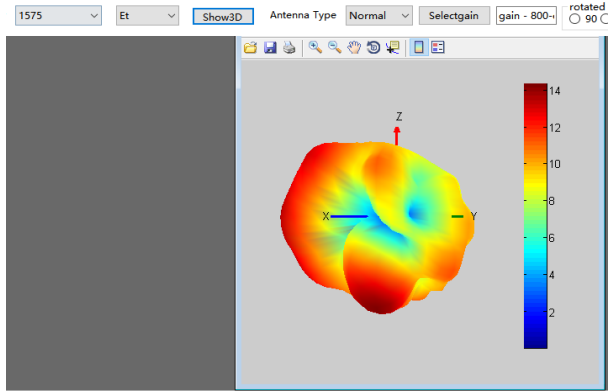 rotated
1575 Et Show3D Antenna Type Normal Selectgain gain - 800- 90
14
Z
12
10
X Y
8
6
4
2